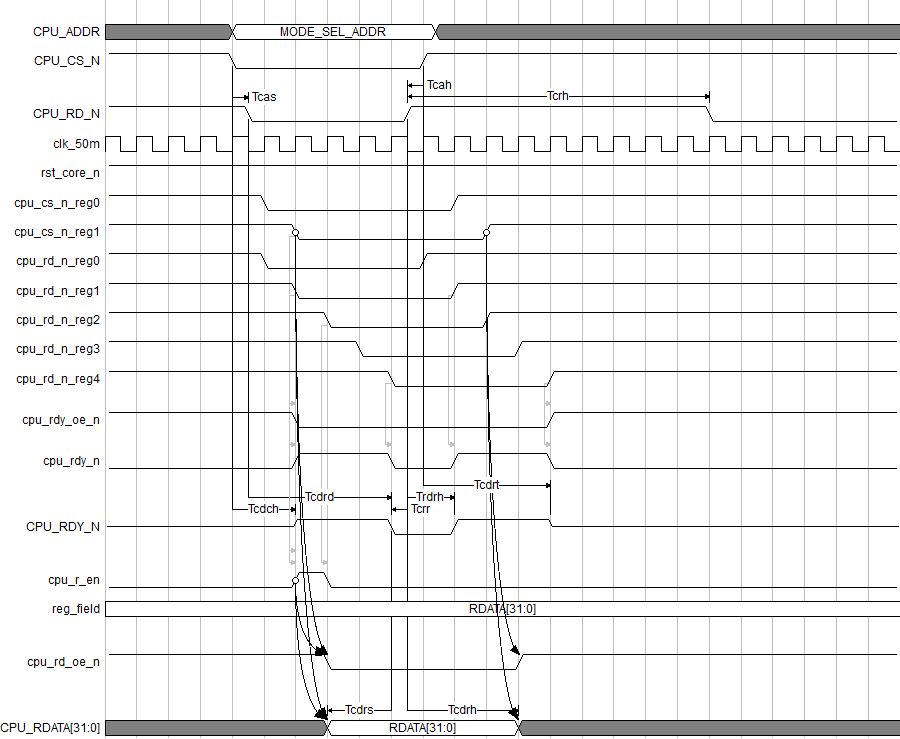 CPU_ADDR MODE_SEL_ADDR
CPU_CS_N
Tcah
Tcas Tcrh
CPU_RD_N
clk_50m
rst_core_n
cpu_cs_n_reg0
cpu_cs_n_reg1
cpu_rd_n_reg0
cpu_rd_n_reg1
cpu_rd_n_reg2
cpu_rd_n_reg3
cpu_rd_n_reg4
cpu_rdy_oe_n
cpu_rdy_n
Tcdrt
Tcdrd Trdrh
Tcdch Tcrr
CPU_RDY_N
cpu_r_en
reg_field RDATA[31:0]
cpu_rd_oe_n
Tcdrs Tcdrh
CPU_RDATA[31:0] RDATA[31:0]